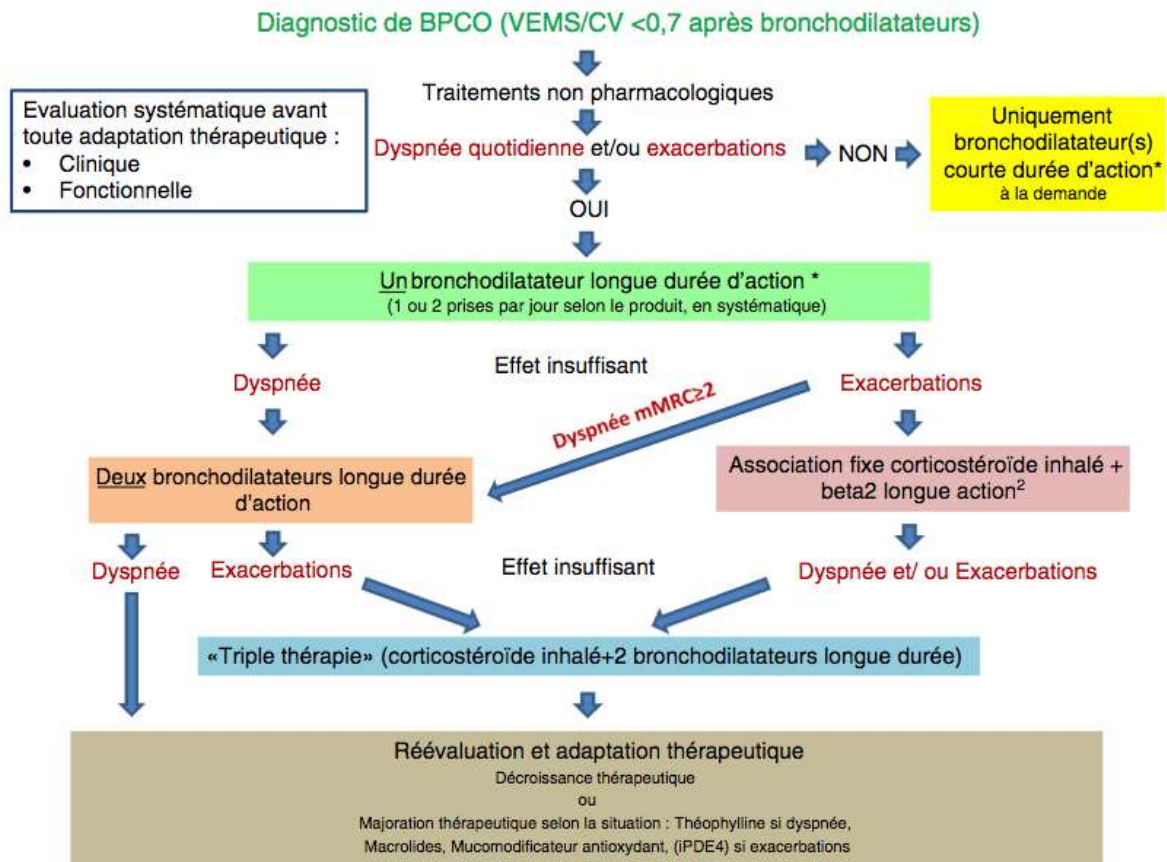 Diagnostic de BPCO (VEMS/CV <0,7 après bronchodilatateurs)
Traitements non pharmacologiques
Evaluation systématique avant
toute adaptation thérapeutique :
• Clinique
• Fonctionnelle
Dyspnée quotidienne et/ou exacerbations
NON
Uniquement
bronchodilatateur(s)
courte durée d’action*
à la demande
OUI
Un bronchodilatateur longue durée d’action *
(1 ou 2 prises par jour selon le produit, en systématique)
Effet insuffisant
Dyspnée
Exacerbations
Dyspnée mMRC≥2
Deux bronchodilatateurs longue durée
d’action
Association fixe corticostéroïde inhalé +
beta2 longue action²
Dyspnée
Exacerbations
Effet insuffisant
Dyspnée et/ ou Exacerbations
«Triple thérapie» (corticostéroïde inhalé+2 bronchodilatateurs longue durée)
Réévaluation et adaptation thérapeutique
Décroissance thérapeutique
ou
Majoration thérapeutique selon la situation : Théophylline si dyspnée,
Macrolides, Mucomodificateur antioxydant, (iPDE4) si exacerbations